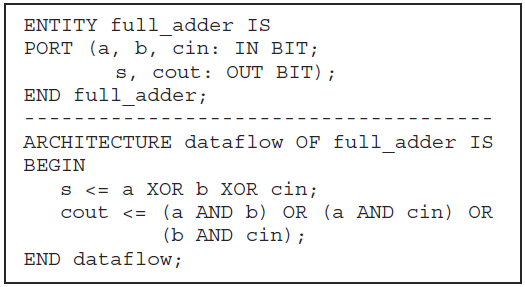 ENTITY full_adder IS
PORT (a, b, cin: IN BIT;
s, cout: OUT BIT);
END full_adder;
--------------------------------------
ARCHITECTURE dataflow OF full_adder IS
BEGIN
s <= a XOR b XOR cin;
cout <= (a AND b) OR (a AND cin) OR
(b AND cin);
END dataflow;